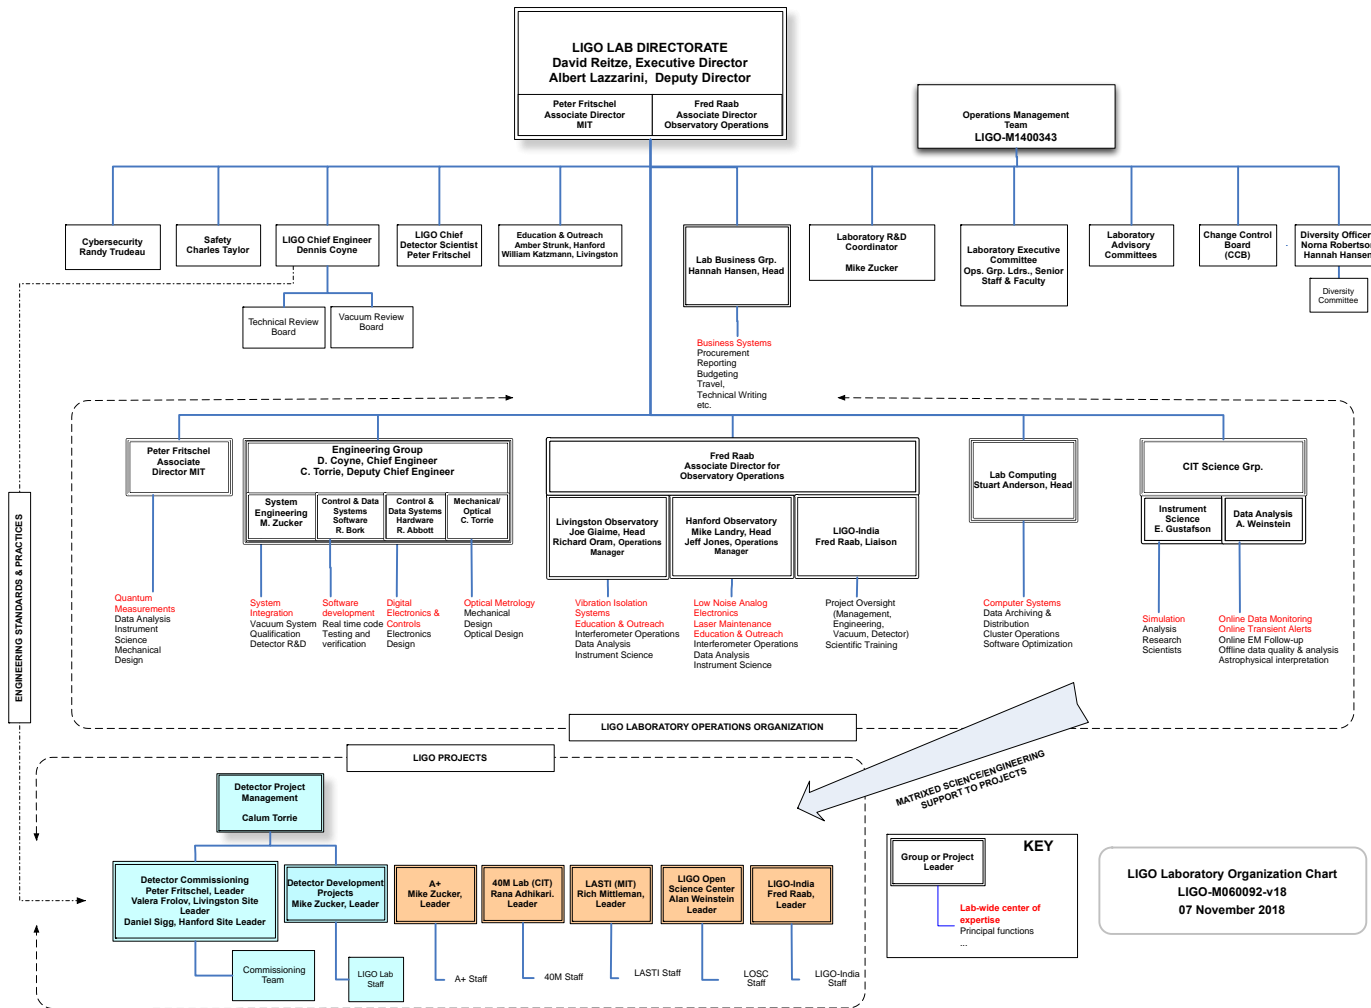 LIGO LAB DIRECTORATE
David Reitze, Executive Director
Albert Lazzarini, Deputy Director
Peter Fritschel
Associate Director
MIT
Fred Raab
Associate Director
Observatory Operations
Operations Management
Team
LIGO-M1400343
Cybersecurity
Randy Trudeau
Safety
Charles Taylor
LIGO Chief Engineer
Dennis Coyne
LIGO Chief
Detector Scientist
Peter Fritschel
Education & Outreach
Amber Strunk, Hanford
William Katzmann, Livingston
Lab Business Grp.
Hannah Hansen, Head
Laboratory R&D
Coordinator
Mike Zucker
Laboratory Executive
Committee
Ops. Grp. Ldrs., Senior
Staff & Faculty
Laboratory
Advisory
Committees
Change Control
Board
(CCB)
Diversity Officers
Norna Robertson
Hannah Hansen
Diversity
Committee
Technical Review
Board
Vacuum Review
Board
Business Systems
Procurement
Reporting
Budgeting
Travel,
Technical Writing
etc.
ENGINEERING STANDARDS & PRACTICES
Peter Fritschel
Associate
Director MIT
Engineering Group
D. Coyne, Chief Engineer
C. Torrie, Deputy Chief Engineer
System
Engineering
M. Zucker
Control & Data
Systems
Software
R. Bork
Control &
Data Systems
Hardware
R. Abbott
Mechanical/
Optical
C. Torrie
Fred Raab
Associate Director for
Observatory Operations
Livingston Observatory
Joe Giaime, Head
Richard Oram, Operations
Manager
Hanford Observatory
Mike Landry, Head
Jeff Jones, Operations
Manager
LIGO-India
Fred Raab, Liaison
Lab Computing
Stuart Anderson, Head
CIT Science Grp.
Instrument
Science
E. Gustafson
Data Analysis
A. Weinstein
Quantum
Measurements
Data Analysis
Instrument
Science
Mechanical
Design
System
Integration
Vacuum System
Qualification
Detector R&D
Software
development
Real time code
Testing and
verification
Digital
Electronics &
Controls
Electronics
Design
Optical Metrology
Mechanical
Design
Optical Design
Vibration Isolation
Systems
Education & Outreach
Interferometer Operations
Data Analysis
Instrument Science
Low Noise Analog
Electronics
Laser Maintenance
Education & Outreach
Interferometer Operations
Data Analysis
Instrument Science
Project Oversight
(Management,
Engineering,
Vacuum, Detector)
Scientific Training
Computer Systems
Data Archiving &
Distribution
Cluster Operations
Software Optimization
Simulation
Analysis
Research
Scientists
Online Data Monitoring
Online Transient Alerts
Online EM Follow-up
Offline data quality & analysis
Astrophysical interpretation
LIGO LABORATORY OPERATIONS ORGANIZATION
LIGO PROJECTS
MATRIXED SCIENCE/ENGINEERING
SUPPORT TO PROJECTS
Detector Project
Management
Calum Torrie
Detector Commissioning
Peter Fritschel, Leader
Valera Frolov, Livingston Site
Leader
Daniel Sigg, Hanford Site Leader
Detector Development
Projects
Mike Zucker, Leader
A+
Mike Zucker,
Leader
40M Lab (CIT)
Rana Adhikari.
Leader
LASTI (MIT)
Rich Mittleman,
Leader
LIGO Open
Science Center
Alan Weinstein
Leader
LIGO-India
Fred Raab,
Leader
Commissioning
Team
LIGO Lab
Staff
A+ Staff
40M Staff
LASTI Staff
LOSC
Staff
LIGO-India
Staff
KEY
Group or Project
Leader
Lab-wide center of
expertise
Principal functions
...
LIGO Laboratory Organization Chart
LIGO-M060092-v18
07 November 2018